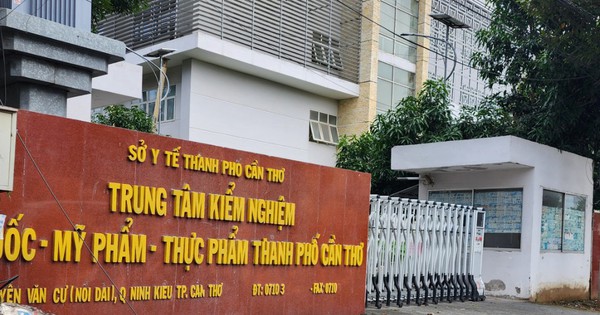 SỞ Y TẾ THÀNH PHỐ CẦN THƠ
TRUNG TÂM KIỂM NGHIỆM
ỐC - MỸ PHẨM - THỰC PHẨM THÀNH PHỐ CẦN THƠ
YỄN VĂN CỪ (NỐI DÀI), Q NINH KIỀU TP. CẦN THƠ ĐT: 0710 3 - FAX: 0710